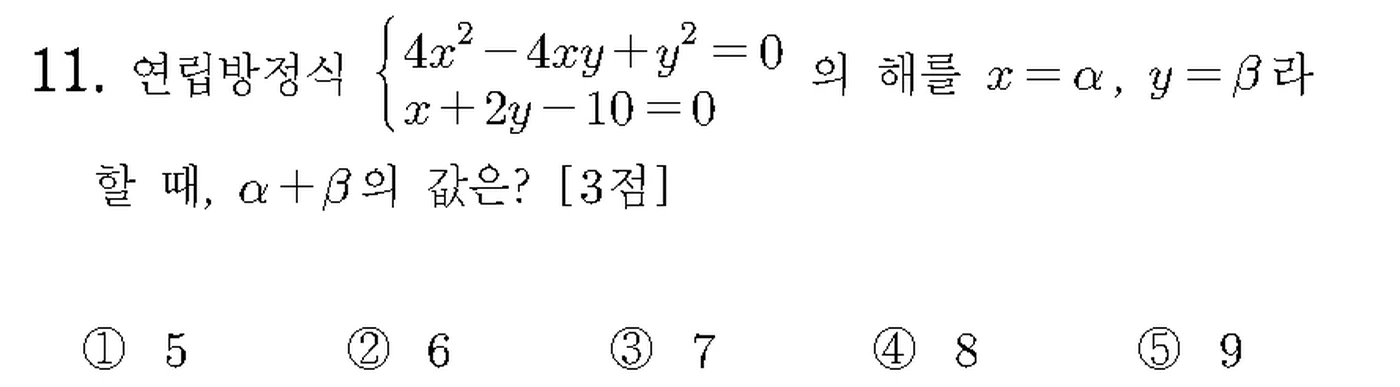 11. 연립방정식 { 4x² − 4xy + y² = 0
x + 2y − 10 = 0 의 해를 x = α, y = β라
할 때, α + β의 값은? [3점]
① 5 ② 6 ③ 7 ④ 8 ⑤ 9